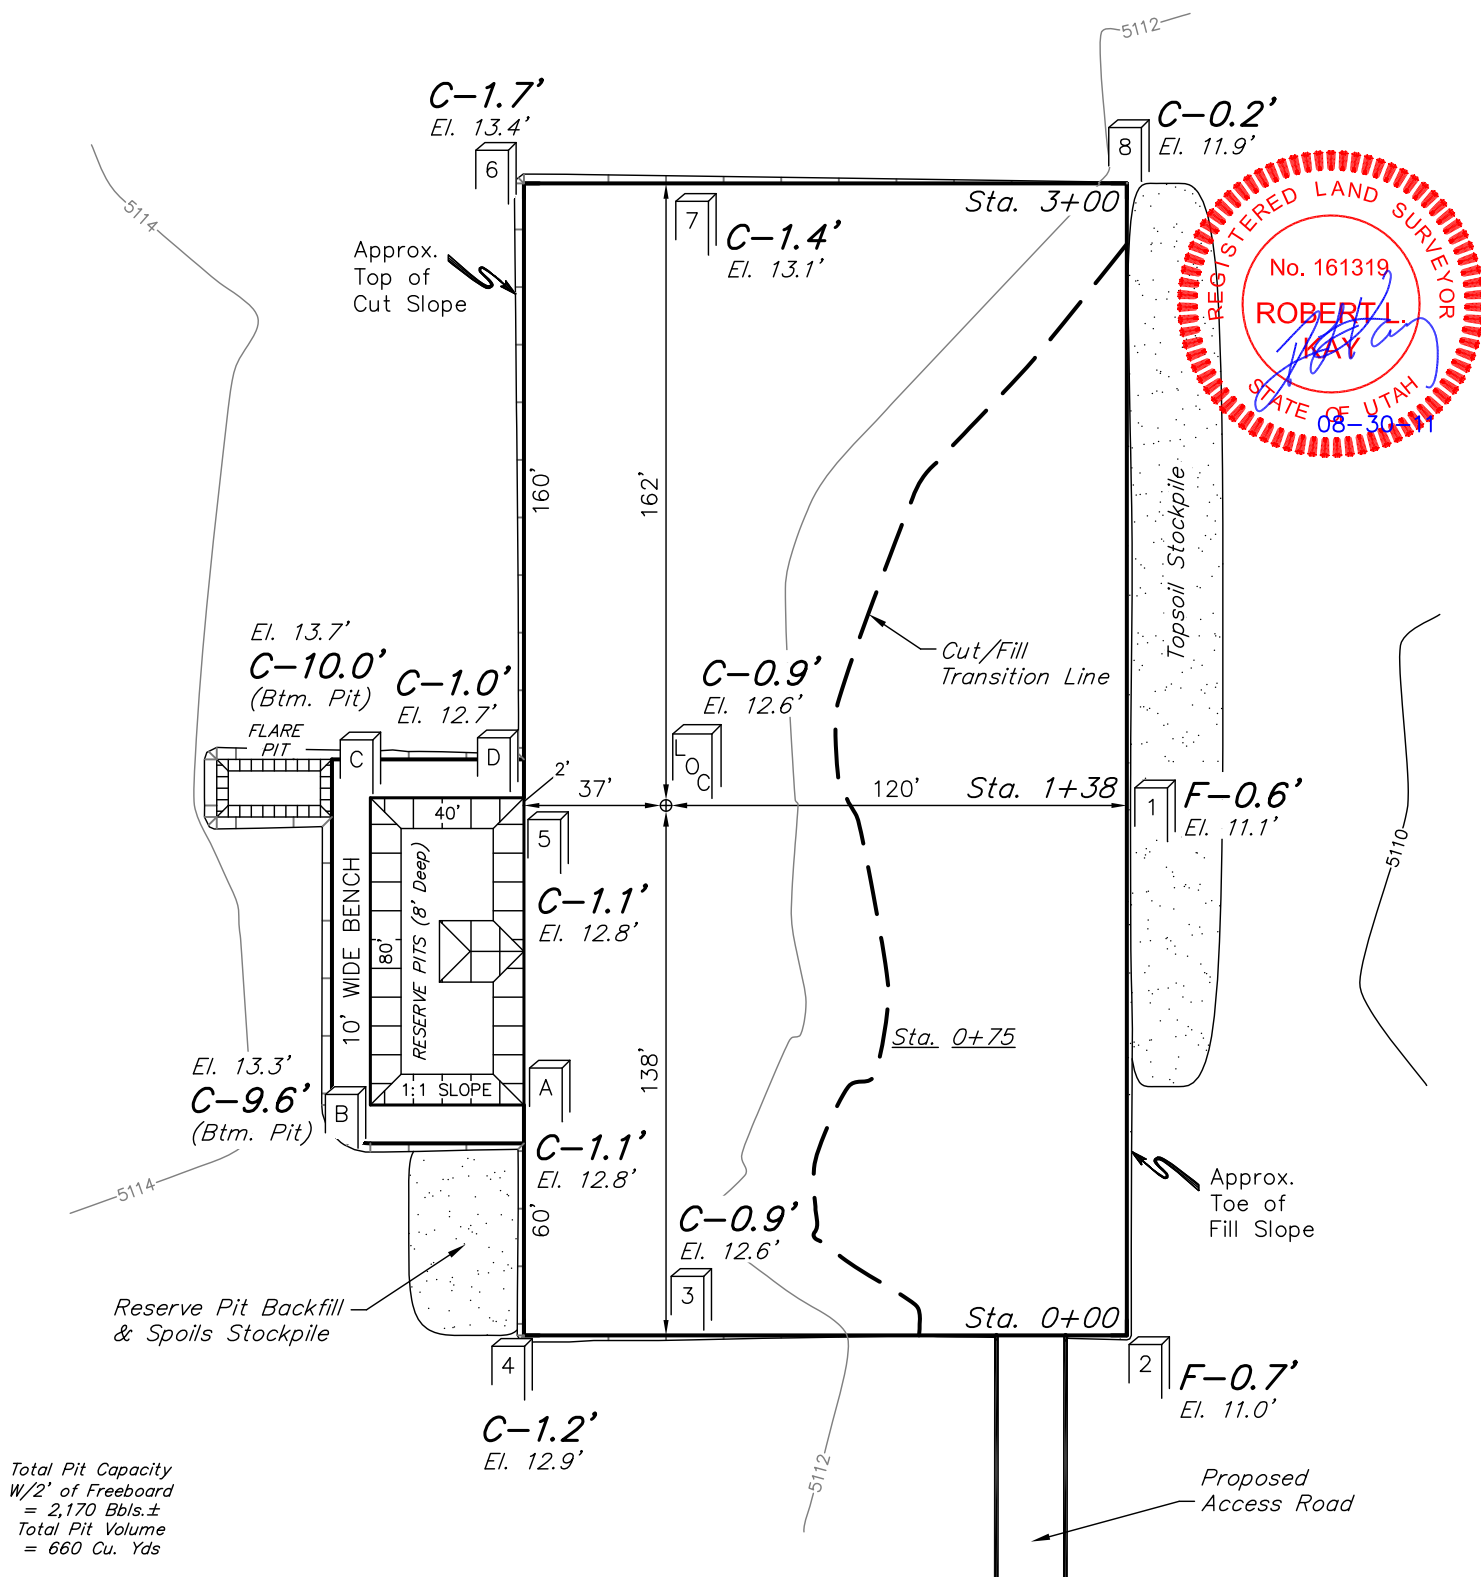 5112
C-1.7'
El. 13.4'
6
8
C-0.2'
El. 11.9'
5114
Approx.
Top of
Cut Slope
7
C-1.4'
El. 13.1'
Sta. 3+00
REGISTERED LAND SURVEYOR
No. 161319
ROBERT L.
KAY
STATE OF UTAH
08-30-11
160'
162'
Topsoil Stockpile
El. 13.7'
C-10.0'
(Btm. Pit)
C-1.0'
El. 12.7'
FLARE
PIT
C
D
C-0.9'
El. 12.6'
LOC
Cut/Fill
Transition Line
2'
37'
120'
Sta. 1+38
1
F-0.6'
El. 11.1'
40'
5
C-1.1'
El. 12.8'
10' WIDE BENCH
80'
RESERVE PITS (8' Deep)
5110
Sta. 0+75
138'
El. 13.3'
C-9.6'
(Btm. Pit)
B
1:1 SLOPE
A
C-1.1'
El. 12.8'
5114
60'
C-0.9'
El. 12.6'
3
Approx.
Toe of
Fill Slope
Reserve Pit Backfill
& Spoils Stockpile
Sta. 0+00
4
C-1.2'
El. 12.9'
2
F-0.7'
El. 11.0'
5112
Total Pit Capacity
W/2' of Freeboard
= 2,170 Bbls.±
Total Pit Volume
= 660 Cu. Yds
Proposed
Access Road